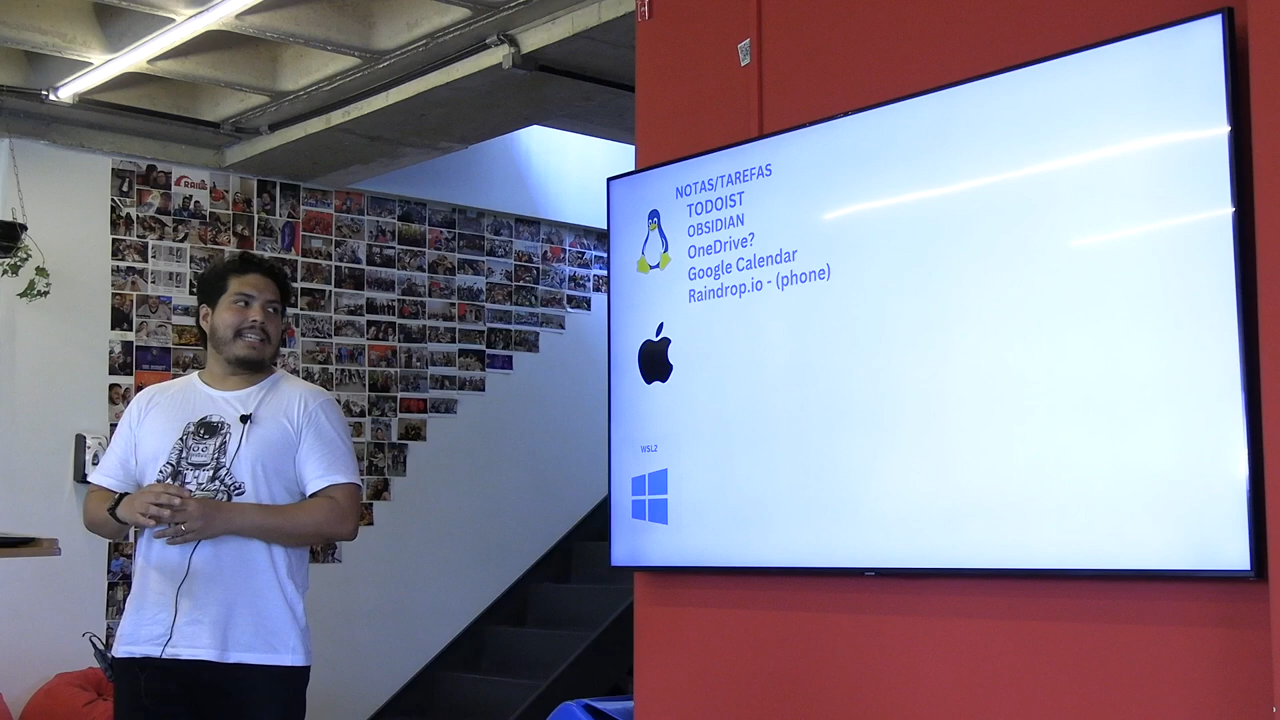 NOTAS/TAREFAS
TODOIST
OBSIDIAN
OneDrive?
Google Calendar
Raindrop.io - (phone)
WSL2